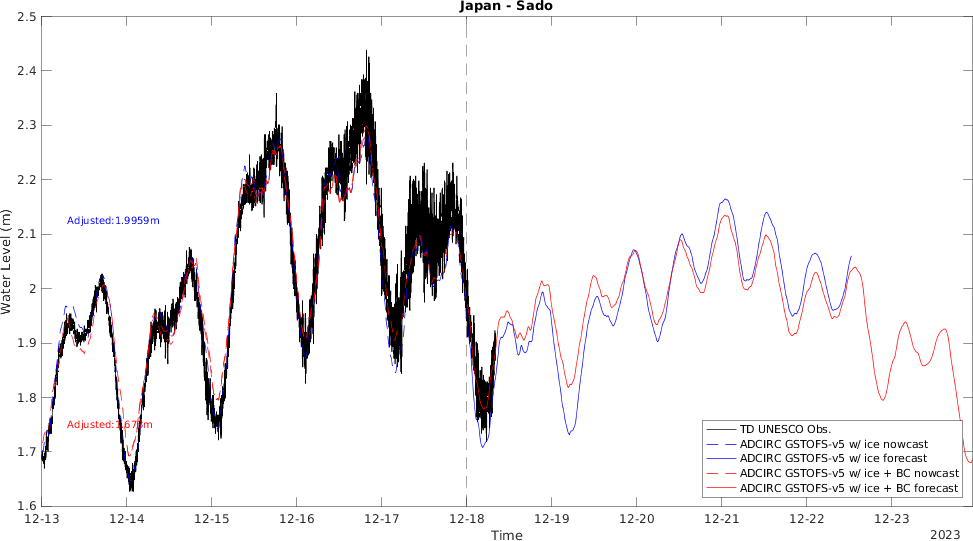 Japan - Sado
2.5
2.4
2.3
2.2
2.1
2
1.9
1.8
1.7
1.6
Water Level (m)
Adjusted:1.9959m
Adjusted:1.675m
TD UNESCO Obs.
ADCIRC GSTOFS-v5 w/ ice nowcast
ADCIRC GSTOFS-v5 w/ ice forecast
ADCIRC GSTOFS-v5 w/ ice + BC nowcast
ADCIRC GSTOFS-v5 w/ ice + BC forecast
12-13 12-14 12-15 12-16 12-17 12-18 12-19 12-20 12-21 12-22 12-23
Time
2023